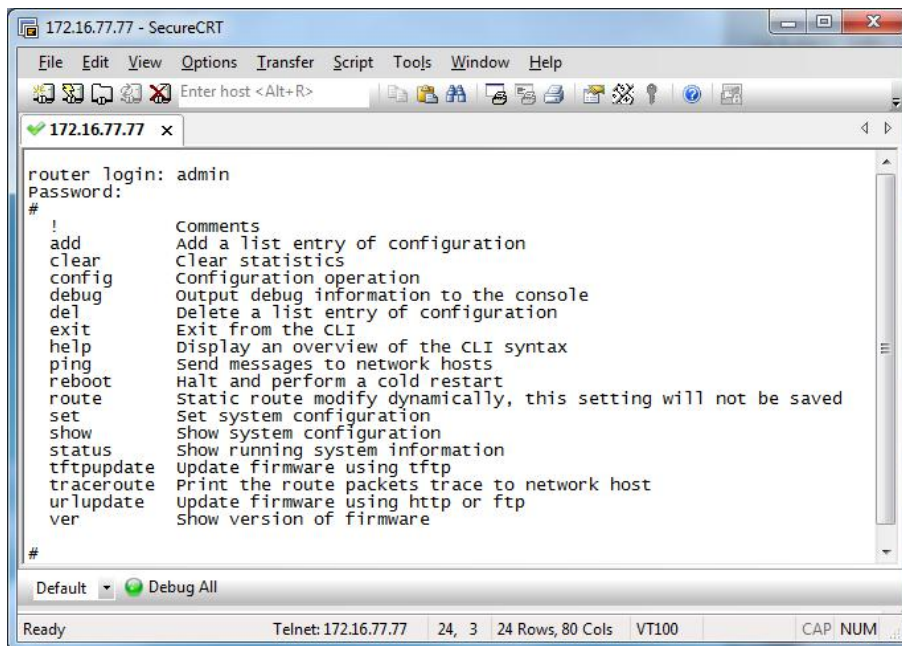 172.16.77.77 - SecureCRT
File Edit View Options Transfer Script Tools Window Help
Enter host <Alt+R>
172.16.77.77 x
router login: admin
Password:
#
! Comments
add Add a list entry of configuration
clear Clear statistics
config Configuration operation
debug Output debug information to the console
del Delete a list entry of configuration
exit Exit from the CLI
help Display an overview of the CLI syntax
ping Send messages to network hosts
reboot Halt and perform a cold restart
route Static route modify dynamically, this setting will not be saved
set Set system configuration
show Show system configuration
status Show running system information
tftpupdate Update firmware using tftp
traceroute Print the route packets trace to network host
urlupdate Update firmware using http or ftp
ver Show version of firmware
#
Default Debug All
Ready Telnet: 172.16.77.77 24, 3 24 Rows, 80 Cols VT100 CAP NUM